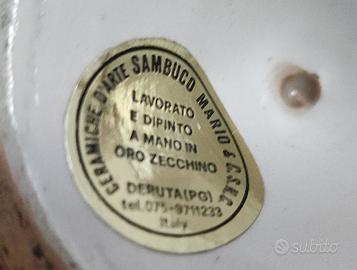 CERAMICHE D'ARTE SAMBUCO MARIO & C. S.N.C.
LAVORATO
E DIPINTO
A MANO IN
ORO ZECCHINO
DERUTA(PG)
tel.075-9711233
Italy
subito